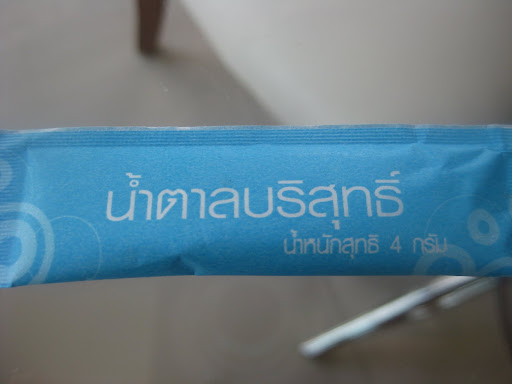 น้ำตาลบริสุทธิ์
น้ำหนักสุทธิ 4 กรัม